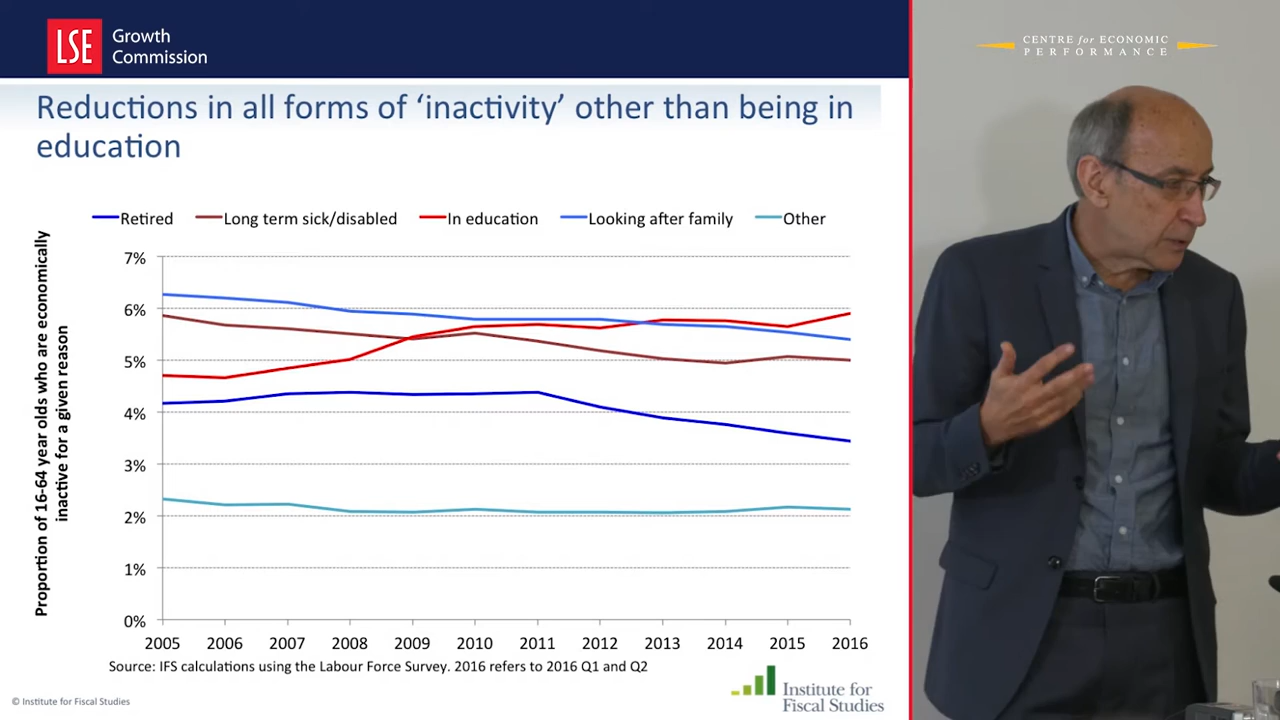 LSE
Growth
Commission
CENTRE for ECONOMIC
PERFORMANCE
Reductions in all forms of ‘inactivity’ other than being in
education
Retired Long term sick/disabled In education Looking after family Other
Proportion of 16-64 year olds who are economically
inactive for a given reason
7%
6%
5%
4%
3%
2%
1%
0%
2005 2006 2007 2008 2009 2010 2011 2012 2013 2014 2015 2016
Source: IFS calculations using the Labour Force Survey. 2016 refers to 2016 Q1 and Q2
© Institute for Fiscal Studies
Institute for
Fiscal Studies